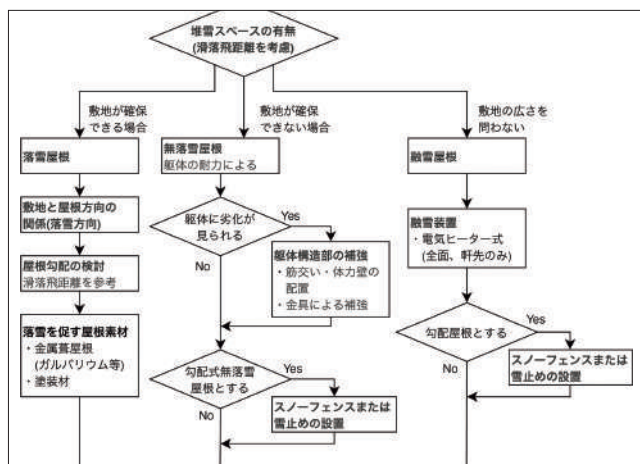 堆雪スペースの有無
(滑落飛距離を考慮)
敷地が確保
できる場合
敷地が確保
できない場合
敷地の広さを
問わない
落雪屋根
無落雪屋根
躯体の耐力による
融雪屋根
敷地と屋根方向の
関係(落雪方向)
躯体に劣化が
見られる
Yes
No
融雪装置
・電気ヒーター式
(全面、軒先のみ)
屋根勾配の検討
滑落飛距離を参考
躯体構造部の補強
・筋交い・体力壁の
配置
・金具による補強
落雪を促す屋根素材
・金属葺屋根
(ガルバリウム等)
・塗装材
勾配屋根とする
Yes
No
スノーフェンスまたは
雪止めの設置
勾配式無落雪
屋根とする
Yes
No
スノーフェンスまたは
雪止めの設置